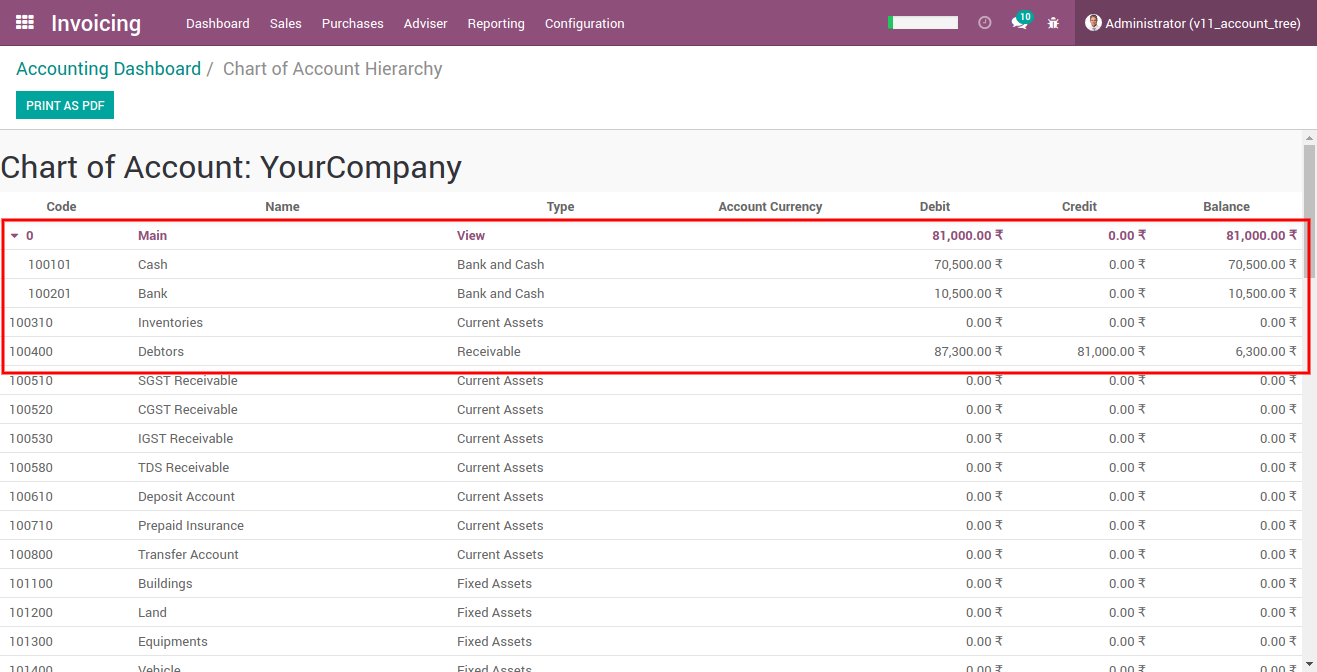 Invoicing Dashboard Sales Purchases Adviser Reporting Configuration 10 Administrator (v11_account_tree)
Accounting Dashboard / Chart of Account Hierarchy
PRINT AS PDF
Chart of Account: YourCompany
Code Name Type Account Currency Debit Credit Balance
0 Main View 81,000.00 ₹ 0.00 ₹ 81,000.00 ₹
100101 Cash Bank and Cash 70,500.00 ₹ 0.00 ₹ 70,500.00 ₹
100201 Bank Bank and Cash 10,500.00 ₹ 0.00 ₹ 10,500.00 ₹
100310 Inventories Current Assets 0.00 ₹ 0.00 ₹ 0.00 ₹
100400 Debtors Receivable 87,300.00 ₹ 81,000.00 ₹ 6,300.00 ₹
100510 SGST Receivable Current Assets 0.00 ₹ 0.00 ₹ 0.00 ₹
100520 CGST Receivable Current Assets 0.00 ₹ 0.00 ₹ 0.00 ₹
100530 IGST Receivable Current Assets 0.00 ₹ 0.00 ₹ 0.00 ₹
100580 TDS Receivable Current Assets 0.00 ₹ 0.00 ₹ 0.00 ₹
100610 Deposit Account Current Assets 0.00 ₹ 0.00 ₹ 0.00 ₹
100710 Prepaid Insurance Current Assets 0.00 ₹ 0.00 ₹ 0.00 ₹
100800 Transfer Account Current Assets 0.00 ₹ 0.00 ₹ 0.00 ₹
101100 Buildings Fixed Assets 0.00 ₹ 0.00 ₹ 0.00 ₹
101200 Land Fixed Assets 0.00 ₹ 0.00 ₹ 0.00 ₹
101300 Equipments Fixed Assets 0.00 ₹ 0.00 ₹ 0.00 ₹
101400 Vehicle Fixed Assets 0.00 ₹ 0.00 ₹ 0.00 ₹